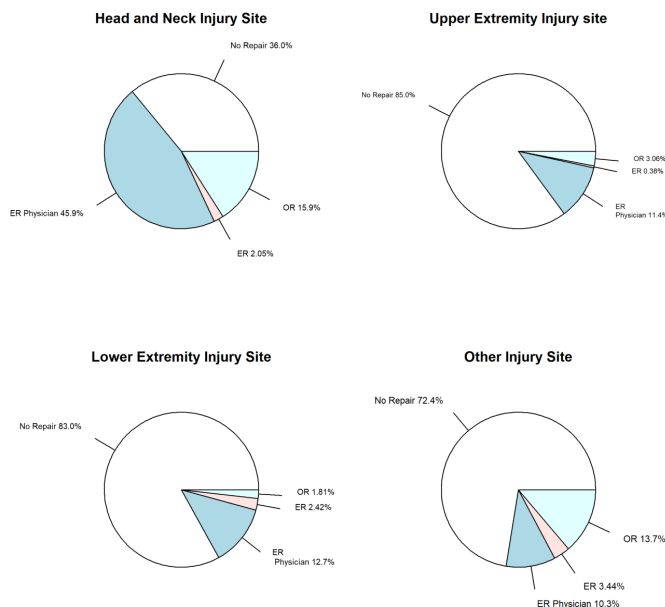 Head and Neck Injury Site
No Repair 36.0%
ER Physician 45.9%
OR 15.9%
ER 2.05%
Upper Extremity Injury site
No Repair 85.0%
OR 3.06%
ER 0.38%
ER
Physician 11.4%
Lower Extremity Injury Site
No Repair 83.0%
OR 1.81%
ER 2.42%
ER
Physician 12.7%
Other Injury Site
No Repair 72.4%
OR 13.7%
ER 3.44%
ER Physician 10.3%